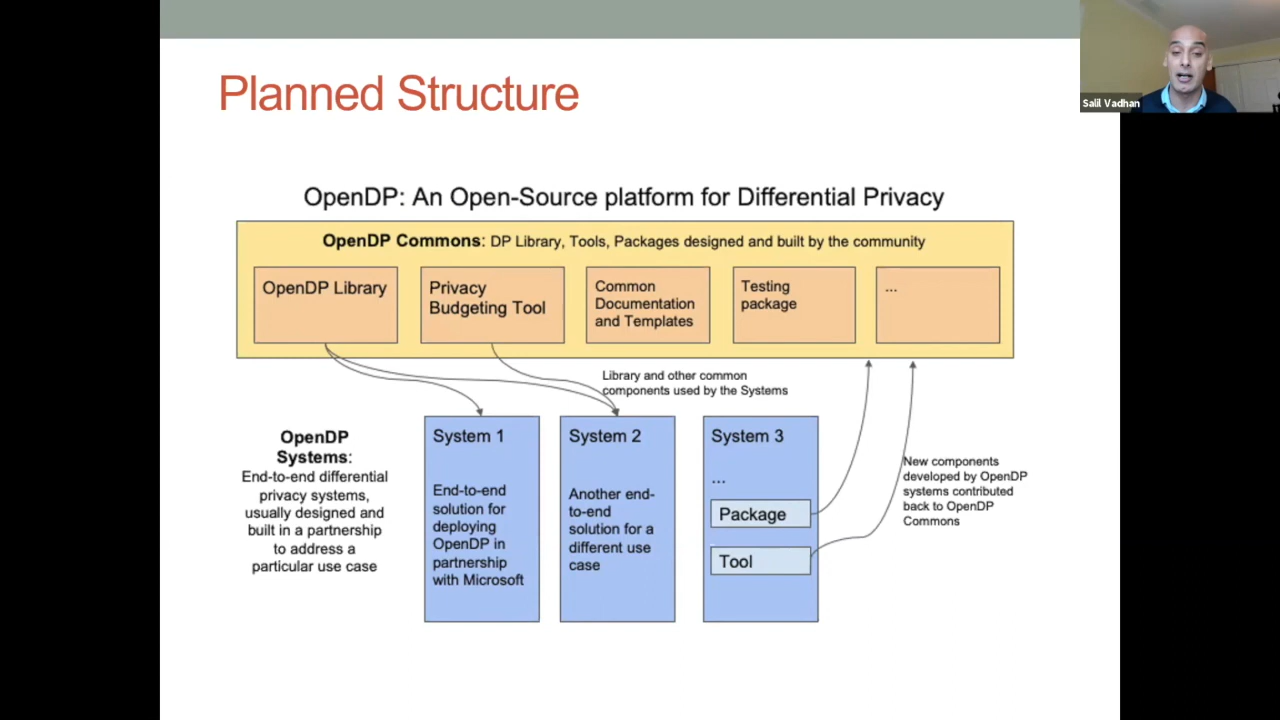 Planned Structure
Salil Vadhan
OpenDP: An Open-Source platform for Differential Privacy
OpenDP Commons: DP Library, Tools, Packages designed and built by the community
OpenDP Library
Privacy
Budgeting Tool
Common
Documentation
and Templates
Testing
package
...
Library and other common
components used by the Systems
OpenDP
Systems:
End-to-end differential
privacy systems,
usually designed and
built in a partnership
to address a
particular use case
System 1
End-to-end
solution for
deploying
OpenDP in
partnership
with Microsoft
System 2
Another end-
to-end
solution for a
different use
case
System 3
...
Package
Tool
New components
developed by OpenDP
systems contributed
back to OpenDP
Commons